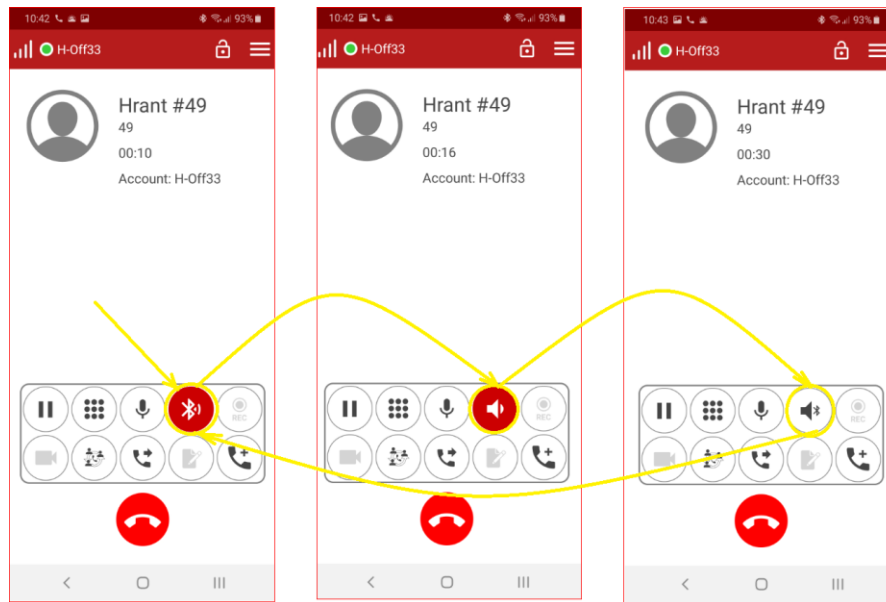 10:42
93%
H-Off33
Hrant #49
49
00:10
Account: H-Off33
REC
10:42
93%
H-Off33
Hrant #49
49
00:16
Account: H-Off33
REC
10:43
93%
H-Off33
Hrant #49
49
00:30
Account: H-Off33
REC